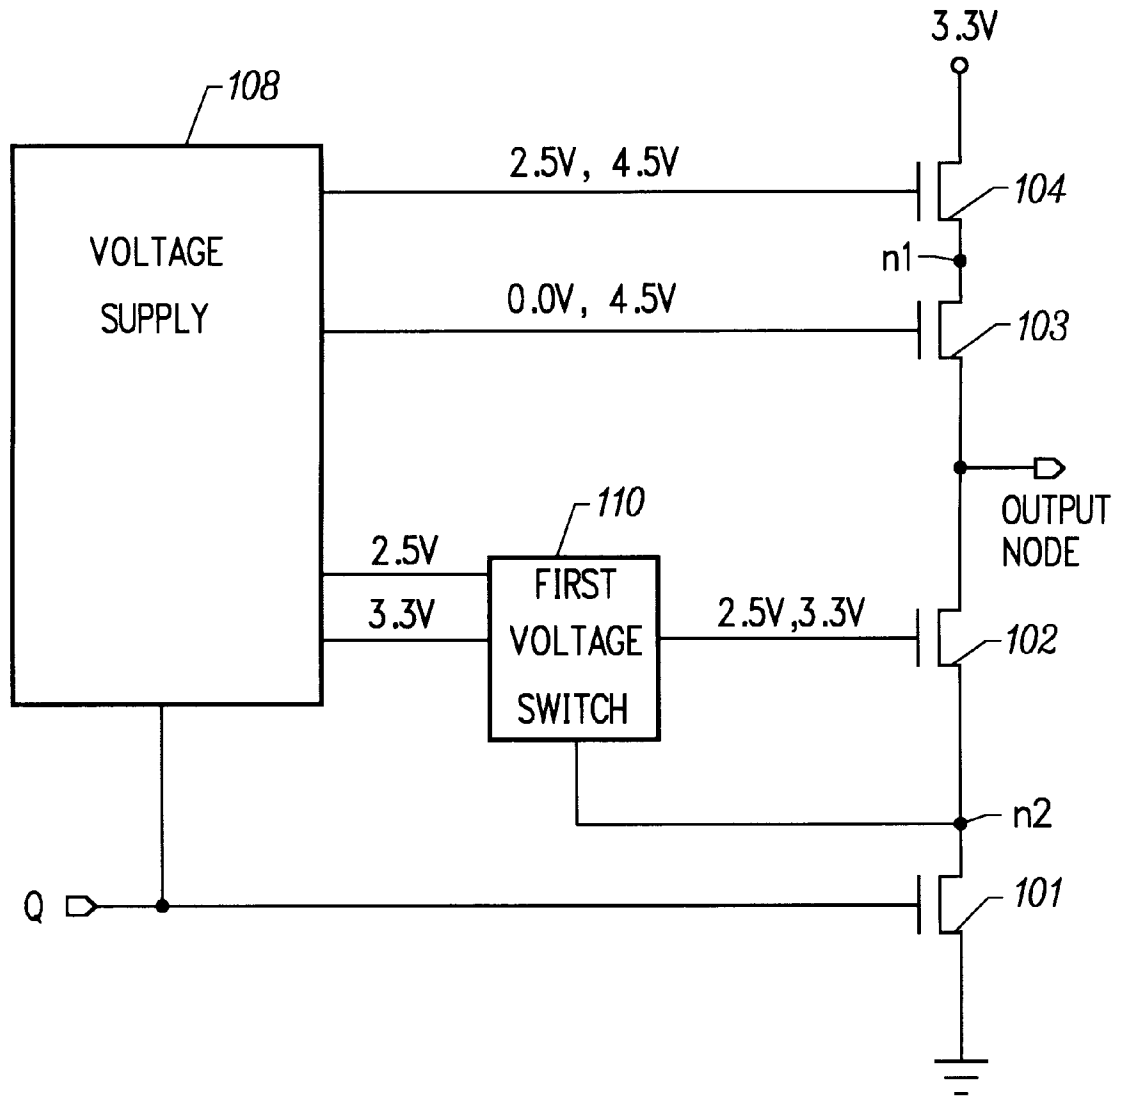 3.3V
108
2.5V, 4.5V
104
VOLTAGE
SUPPLY
n1
0.0V, 4.5V
103
110
OUTPUT
NODE
2.5V
FIRST
3.3V
VOLTAGE
2.5V,3.3V
102
SWITCH
n2
Q
101